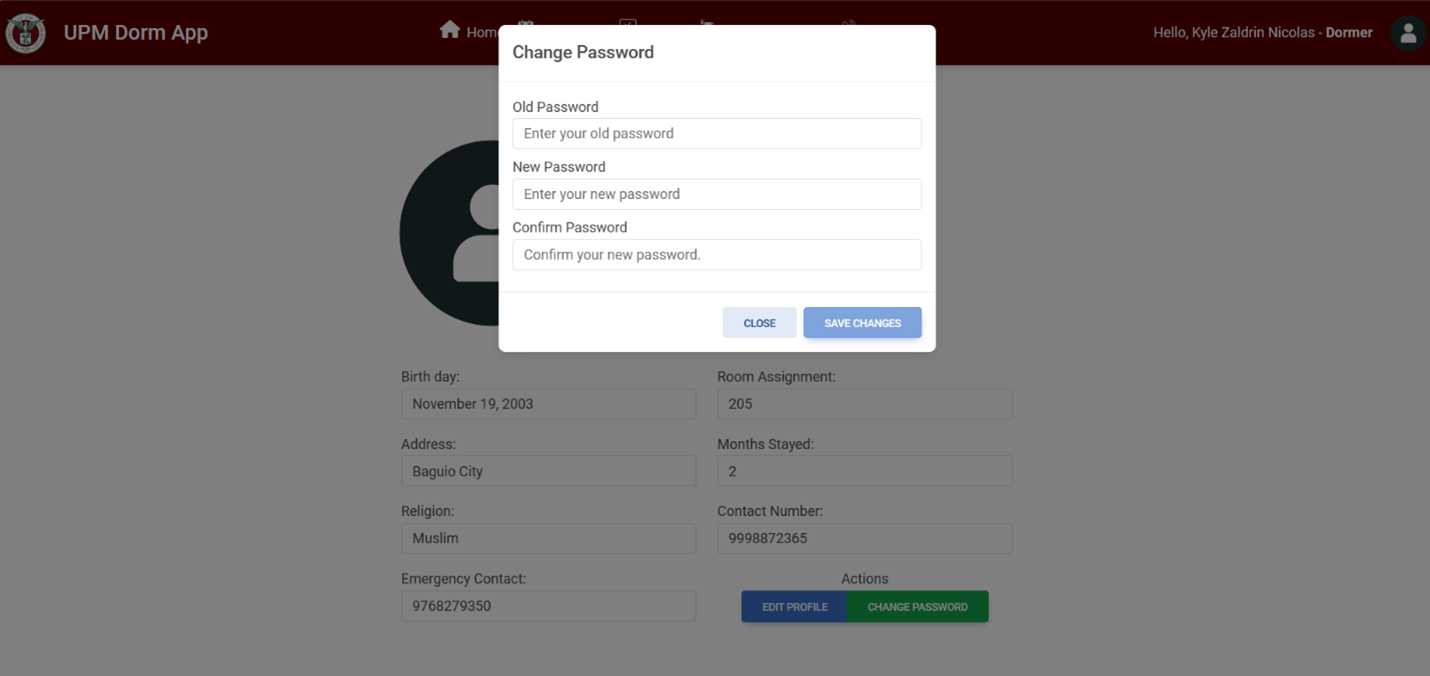 UPM Dorm App
Home
Hello, Kyle Zaldrin Nicolas - Dormer
Change Password
Old Password
Enter your old password
New Password
Enter your new password
Confirm Password
Confirm your new password.
CLOSE
SAVE CHANGES
Birth day:
November 19, 2003
Room Assignment:
205
Address:
Baguio City
Months Stayed:
2
Religion:
Muslim
Contact Number:
9998872365
Emergency Contact:
9768279350
Actions
EDIT PROFILE
CHANGE PASSWORD